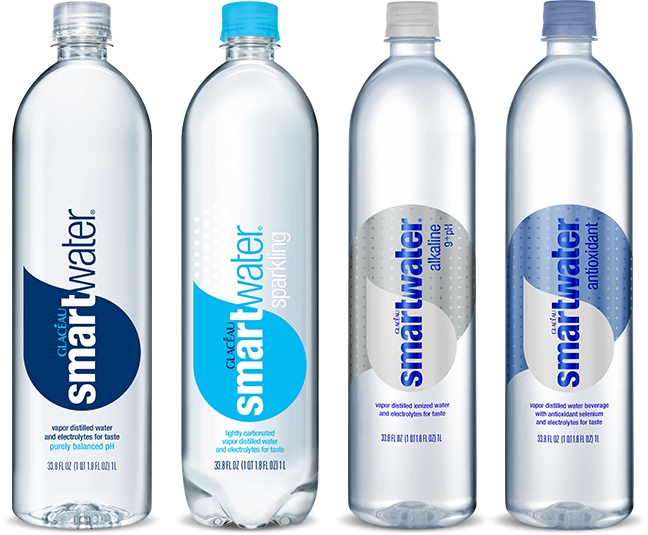 GLACÉAU
smartwater®
vapor distilled water
and electrolytes for taste
purely balanced pH
33.8 FL OZ (1 QT 1.8 FL OZ) 1L
GLACÉAU
smartwater®
sparkling
lightly carbonated
vapor distilled water
and electrolytes for taste
33.8 FL OZ (1 QT 1.8 FL OZ) 1 L
GLACÉAU
smartwater®
alkaline
9+pH
vapor distilled ionized water
and electrolytes for taste
33.8 FL OZ (1 QT 1.8 FL OZ) 1L
GLACÉAU
smartwater®
antioxidant
vapor distilled water beverage
with antioxidant selenium
and electrolytes for taste
33.8 FL OZ (1 QT 1.8 FL OZ) 1L